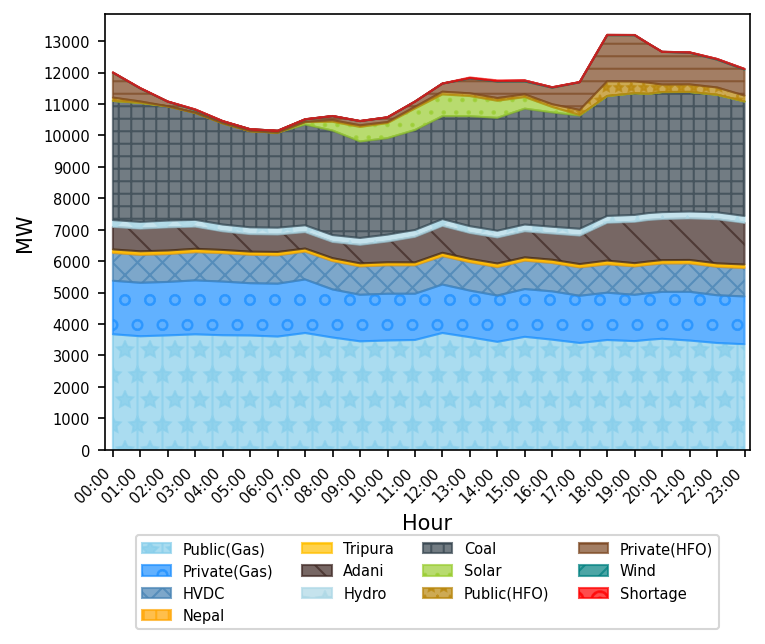 MW
13000
12000
11000
10000
9000
8000
7000
6000
5000
4000
3000
2000
1000
0
00:00 01:00 02:00 03:00 04:00 05:00 06:00 07:00 08:00 09:00 10:00 11:00 12:00 13:00 14:00 15:00 16:00 17:00 18:00 19:00 20:00 21:00 22:00 23:00
Hour
Public(Gas) Tripura Coal Private(HFO)
Private(Gas) Adani Solar Wind
HVDC Hydro Public(HFO) Shortage
Nepal